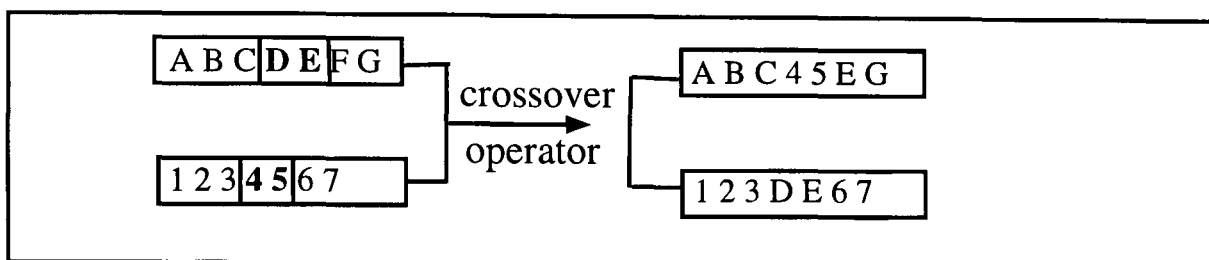 A B C D E F G
A B C 4 5 E G
crossover
operator
1 2 3 4 5 6 7
1 2 3 D E 6 7